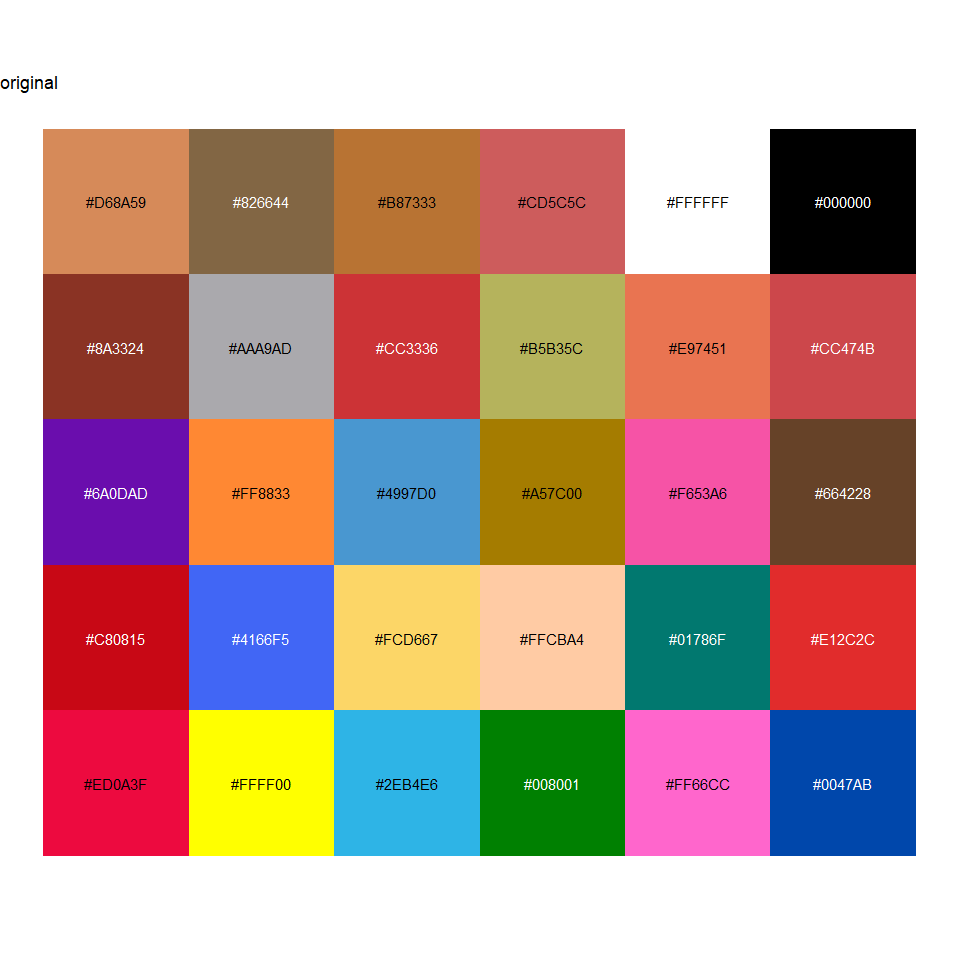 original
#D68A59 #826644 #B87333 #CD5C5C #FFFFFF #000000
#8A3324 #AAA9AD #CC3336 #B5B35C #E97451 #CC474B
#6A0DAD #FF8833 #4997D0 #A57C00 #F653A6 #664228
#C80815 #4166F5 #FCD667 #FFCBA4 #01786F #E12C2C
#ED0A3F #FFFF00 #2EB4E6 #008001 #FF66CC #0047AB